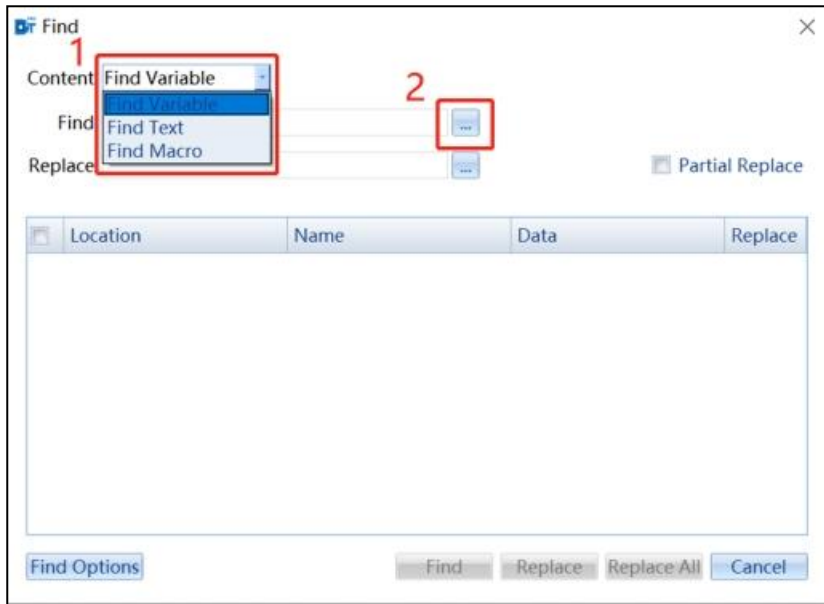 DT Find
1
Content Find Variable
2
Find Variable
Find ...
Find Text
Find Macro
Replace ... Partial Replace
Location Name Data Replace
Find Options Find Replace Replace All Cancel